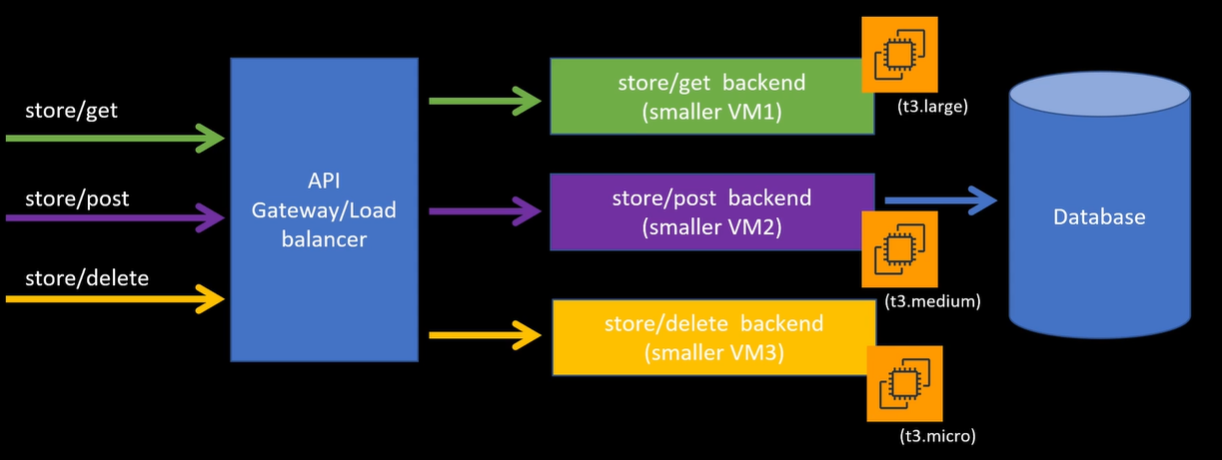 store/get
store/post
store/delete
API
Gateway/Load
balancer
store/get backend
(smaller VM1)
(t3.large)
store/post backend
(smaller VM2)
(t3.medium)
store/delete backend
(smaller VM3)
(t3.micro)
Database